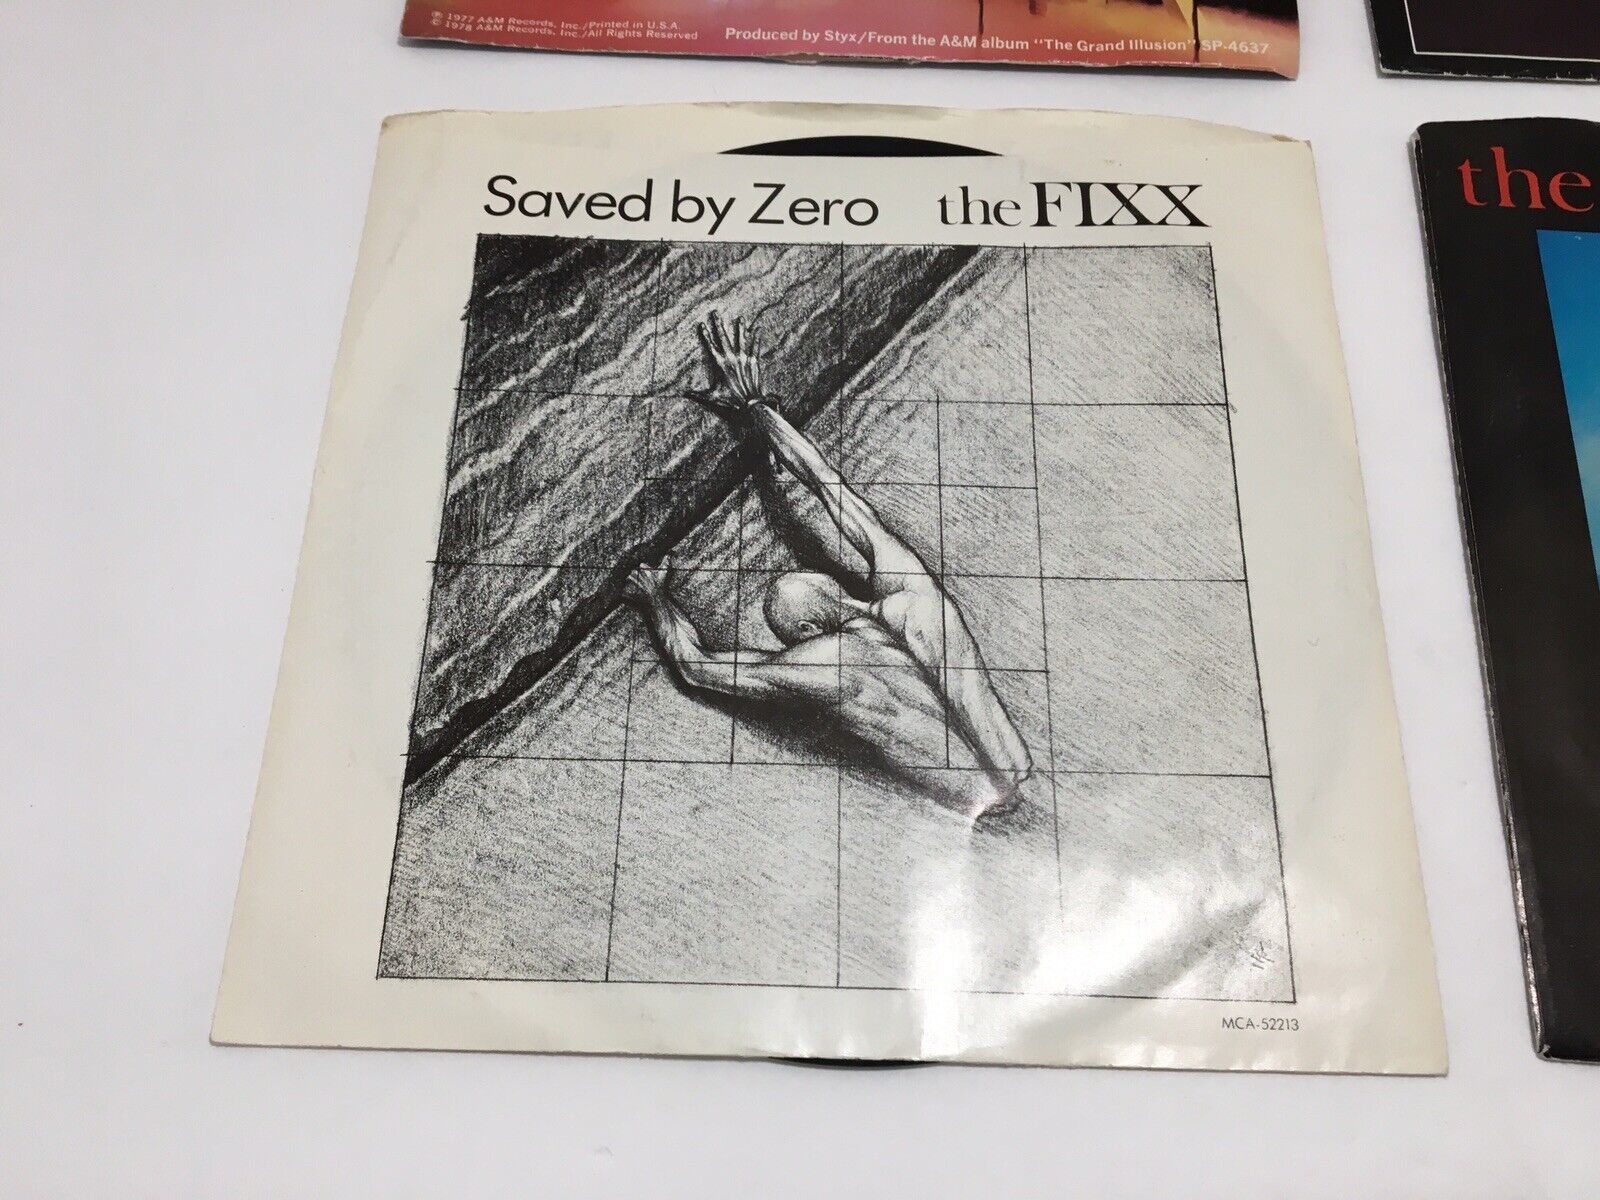 ℗ 1977 A&M Records, Inc./Printed in U.S.A.
© 1978 A&M Records, Inc./All Rights Reserved
Produced by Styx/From the A&M album "The Grand Illusion" SP-4637
Saved by Zero the FIXX
the
MCA-52213